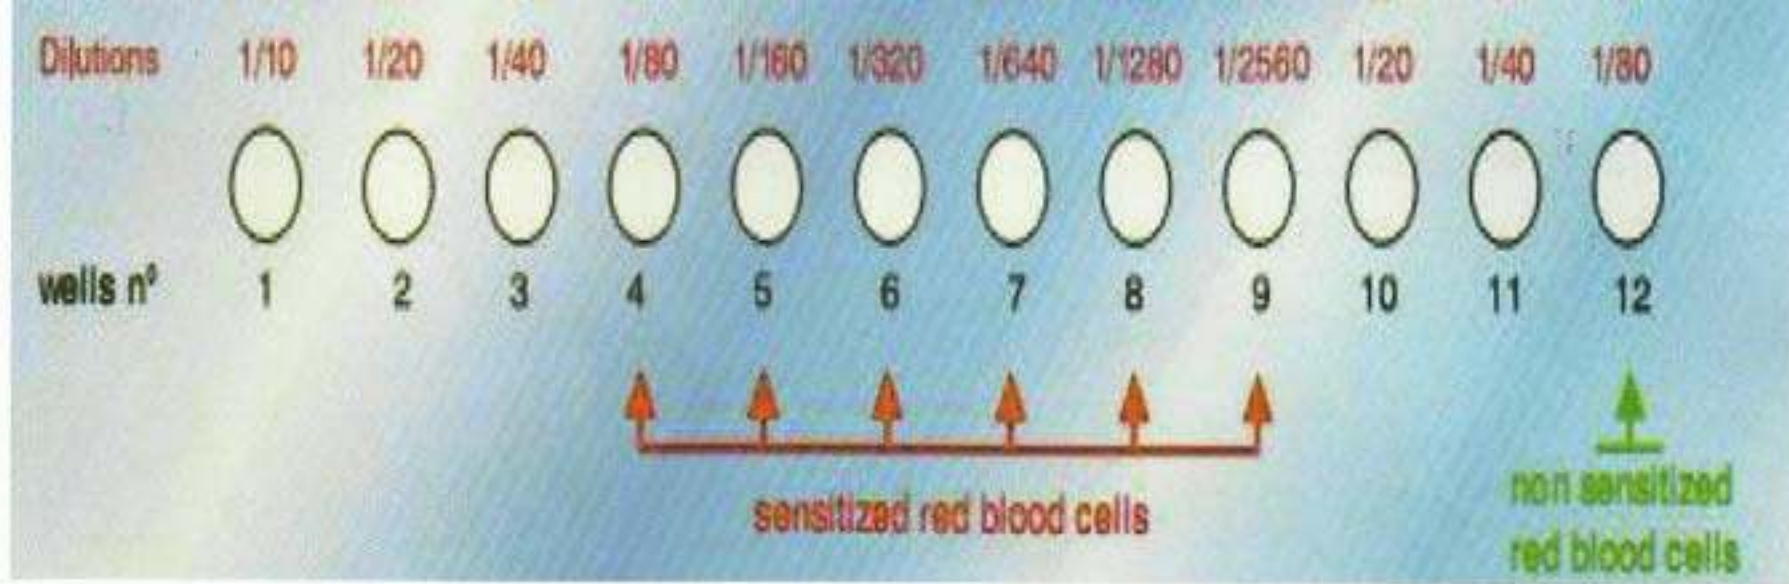 Dilutions 1/10 1/20 1/40 1/80 1/160 1/320 1/640 1/1280 1/2560 1/20 1/40 1/80
wells n° 1 2 3 4 5 6 7 8 9 10 11 12
sensitized red blood cells
non sensitized
red blood cells